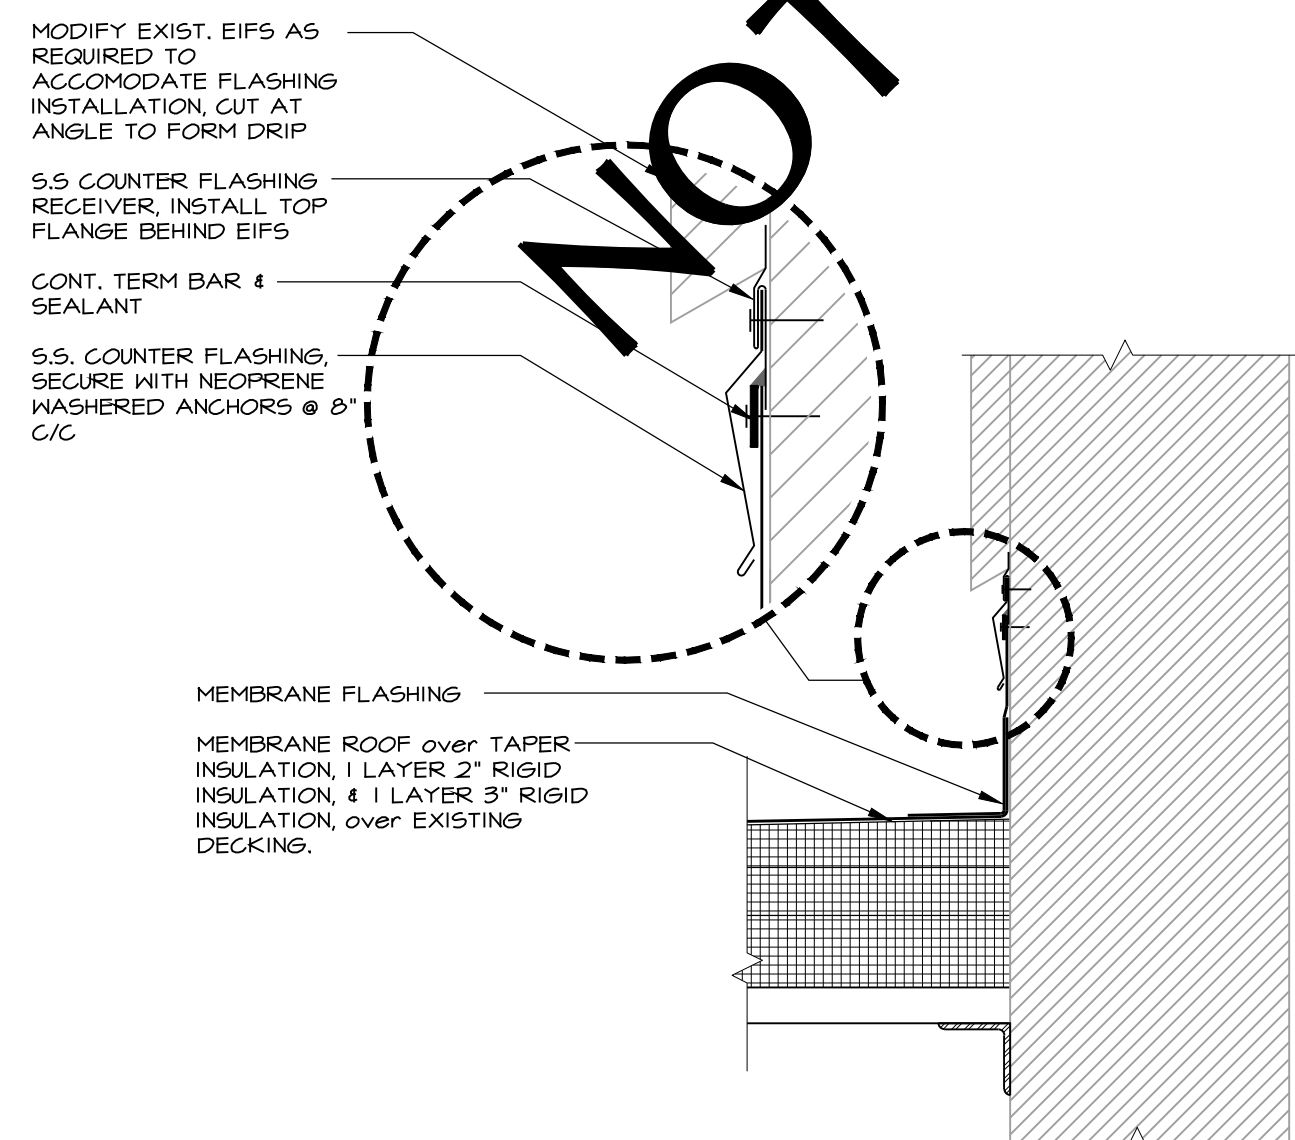 MODIFY EXIST. EIFS AS
REQUIRED TO
ACCOMODATE FLASHING
INSTALLATION, CUT AT
ANGLE TO FORM DRIP
S.S COUNTER FLASHING
RECEIVER, INSTALL TOP
FLANGE BEHIND EIFS
CONT. TERM BAR &
SEALANT
S.S. COUNTER FLASHING,
SECURE WITH NEOPRENE
WASHERED ANCHORS @ 8"
C/C
MEMBRANE FLASHING
MEMBRANE ROOF over TAPER
INSULATION, 1 LAYER 2" RIGID
INSULATION, & 1 LAYER 3" RIGID
INSULATION, over EXISTING
DECKING.
NOT